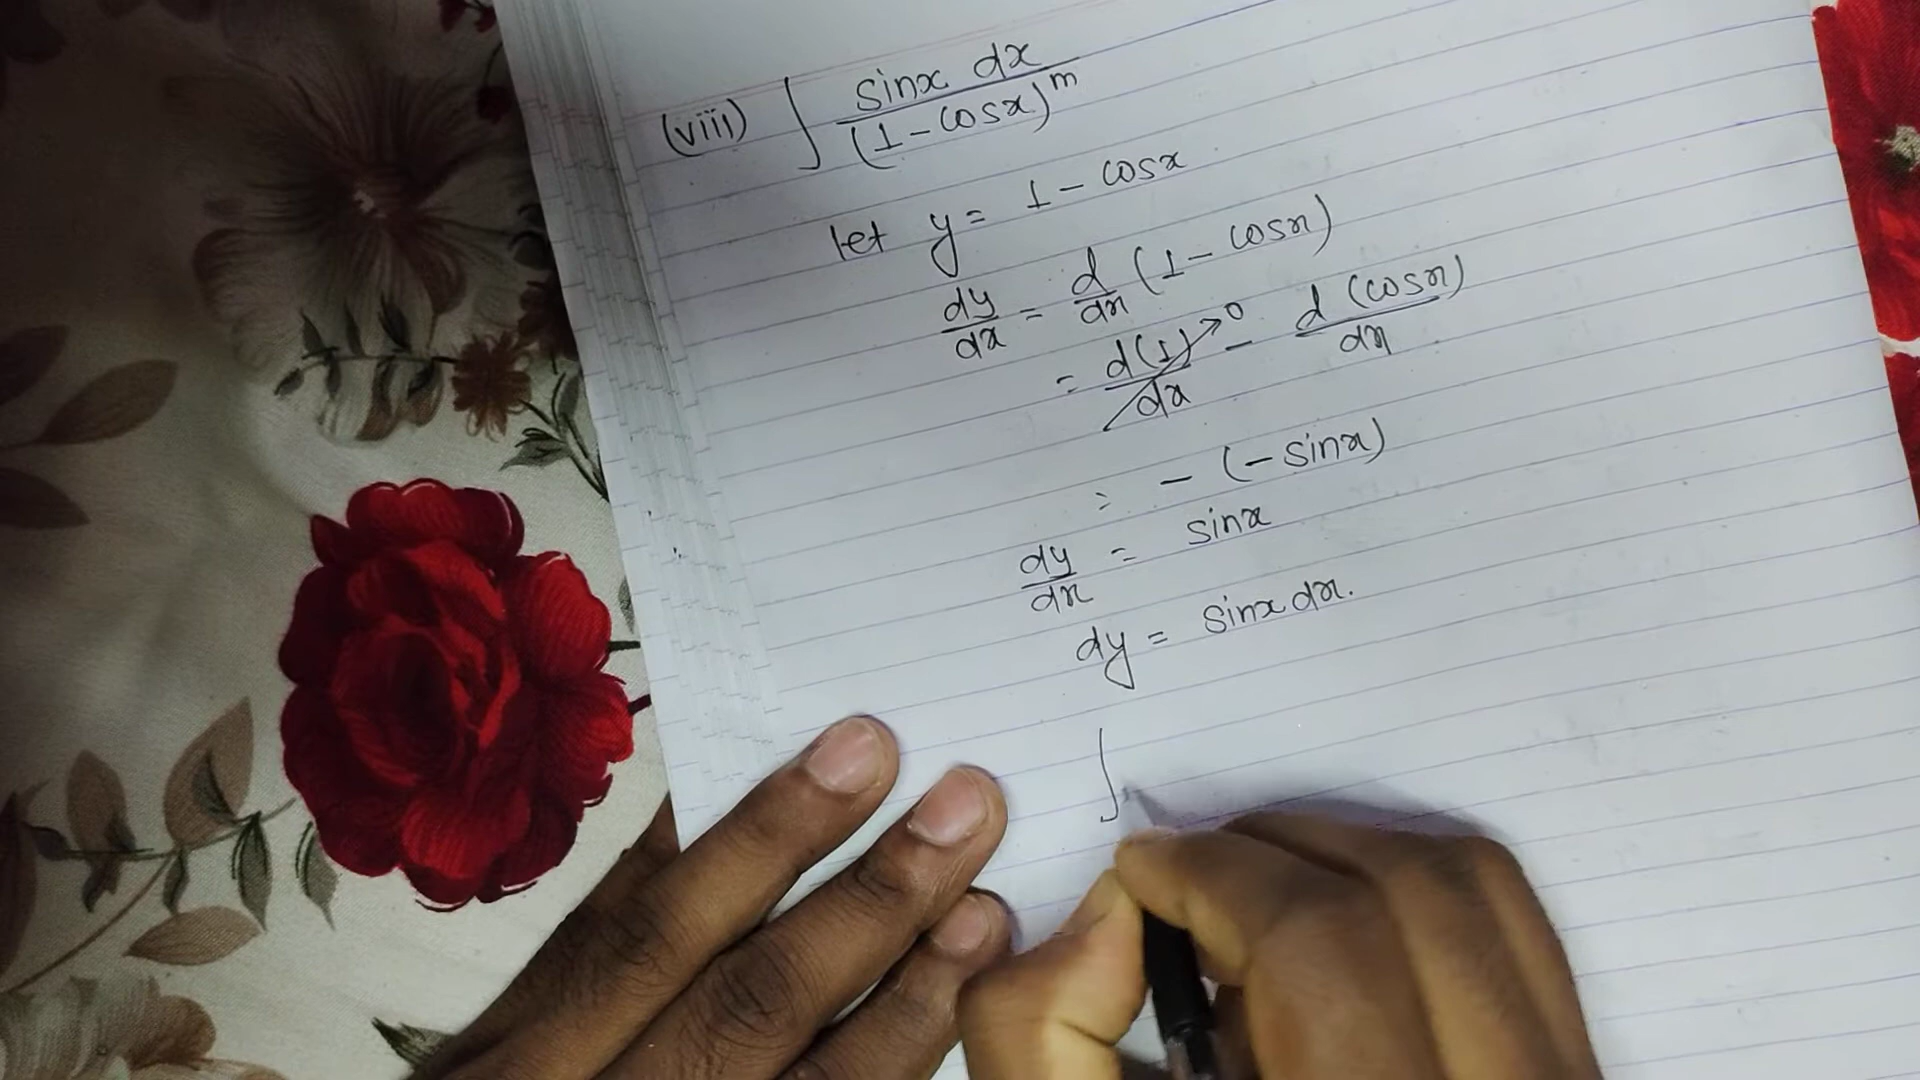 (viii) ∫ sinx dx / (1 - cosx)^m
let y = 1 - cosx
dy/dx = d/dx (1 - cosx)
= d(1)/dx → 0 - d(cosx)/dx
= - (-sinx)
dy/dx = sinx
dy = sinx dx.
∫